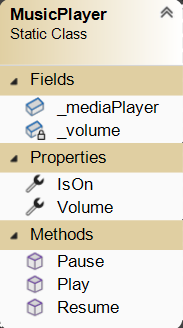 MusicPlayer
Static Class
Fields
_mediaPlayer
_volume
Properties
IsOn
Volume
Methods
Pause
Play
Resume